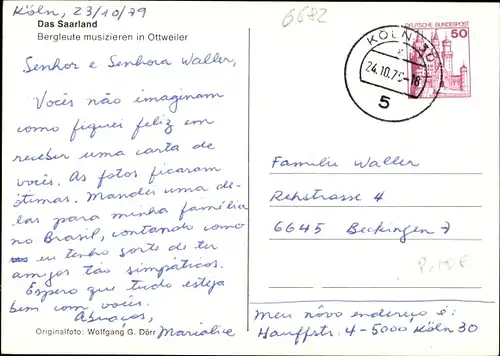 Köln, 23/10/79
Das Saarland
Bergleute musizieren in Ottweiler
Senhor e Senhora Waller,
Vocês não imaginam
como fiquei feliz em
receber uma carta de
vocês. As fotos ficaram
ótimas. Mandei uma de-
las para minha família
no Brasil, contando como
eu tenho sorte de ter
amigos tão simpáticos.
Espero que tudo esteja
bem com vocês.
Abraços,
Marialice
Originalfoto: Wolfgang G. Dörr
6682
DEUTSCHE BUNDESPOST
50
KÖLN 30
24.10.79-16
5
Familie Waller
Rehstrasse 4
6645 Beckingen 7
Meu nôvo endereço é:
Hauffstr. 4-5000 Köln 30